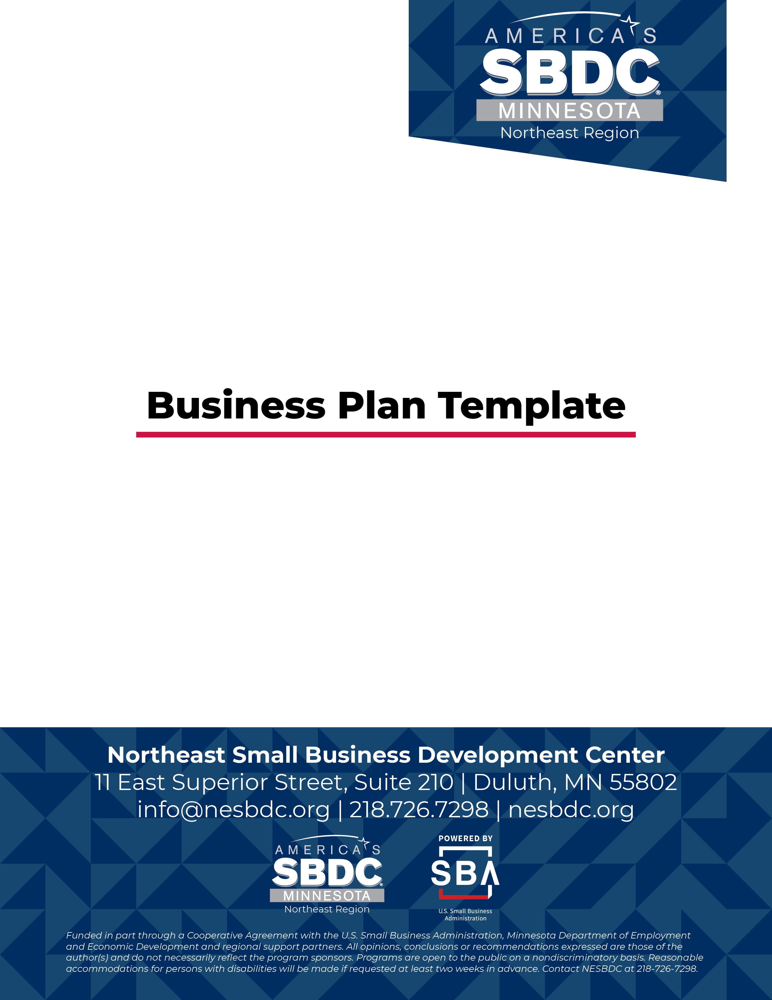 AMERICA'S
SBDC®
MINNESOTA
Northeast Region
Business Plan Template
Northeast Small Business Development Center
11 East Superior Street, Suite 210 | Duluth, MN 55802
info@nesbdc.org | 218.726.7298 | nesbdc.org
AMERICA'S
SBDC®
MINNESOTA
Northeast Region
POWERED BY
SBA
U.S. Small Business
Administration
Funded in part through a Cooperative Agreement with the U.S. Small Business Administration, Minnesota Department of Employment
and Economic Development and regional support partners. All opinions, conclusions or recommendations expressed are those of the
author(s) and do not necessarily reflect the program sponsors. Programs are open to the public on a nondiscriminatory basis. Reasonable
accommodations for persons with disabilities will be made if requested at least two weeks in advance. Contact NESBDC at 218-726-7298.